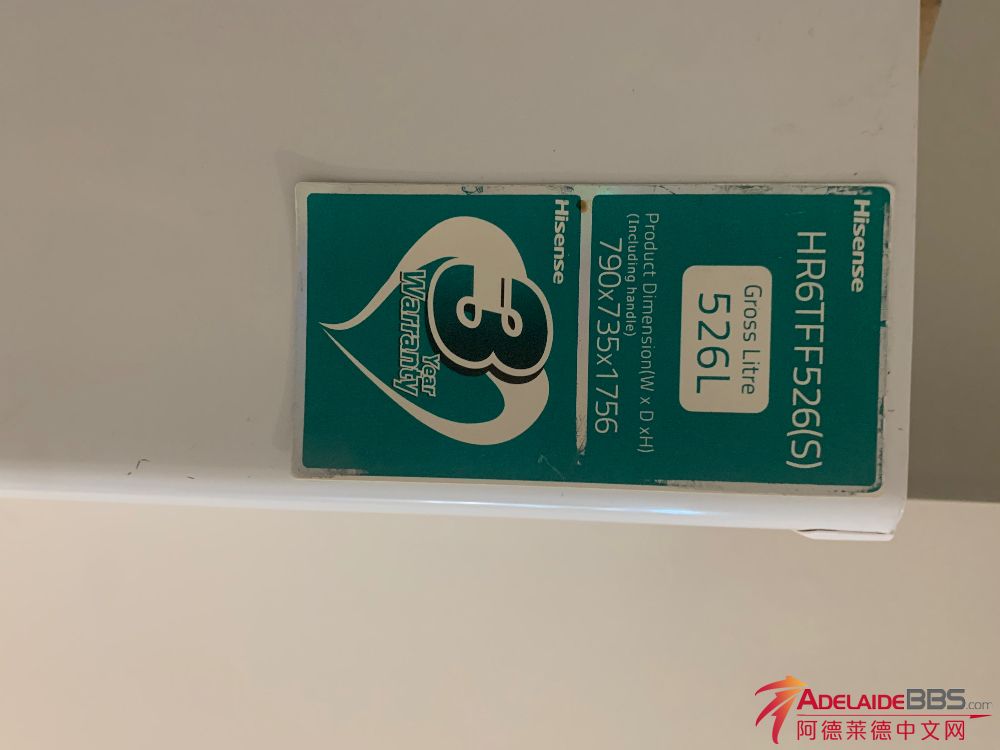 Hisense
HR6TFF526(S)
Gross Litre
526L
Product Dimension(W x D xH)
(Including handle)
790x735x1756
Hisense
3
Year
Warranty
ADELAIDEBBS.com
阿德莱德中文网